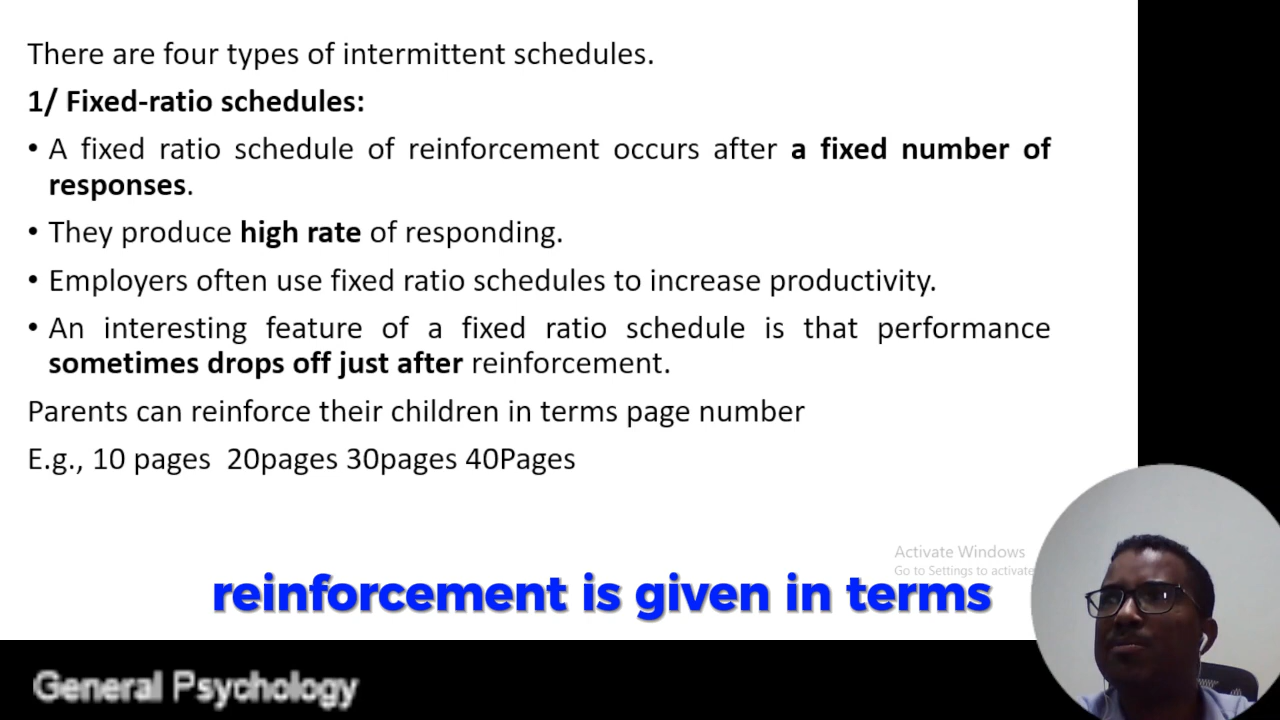 There are four types of intermittent schedules.
1/ Fixed-ratio schedules:
• A fixed ratio schedule of reinforcement occurs after a fixed number of
responses.
• They produce high rate of responding.
• Employers often use fixed ratio schedules to increase productivity.
• An interesting feature of a fixed ratio schedule is that performance
sometimes drops off just after reinforcement.
Parents can reinforce their children in terms page number
E.g., 10 pages 20pages 30pages 40Pages
Activate Windows
Go to Settings to activate
reinforcement is given in terms
General Psychology